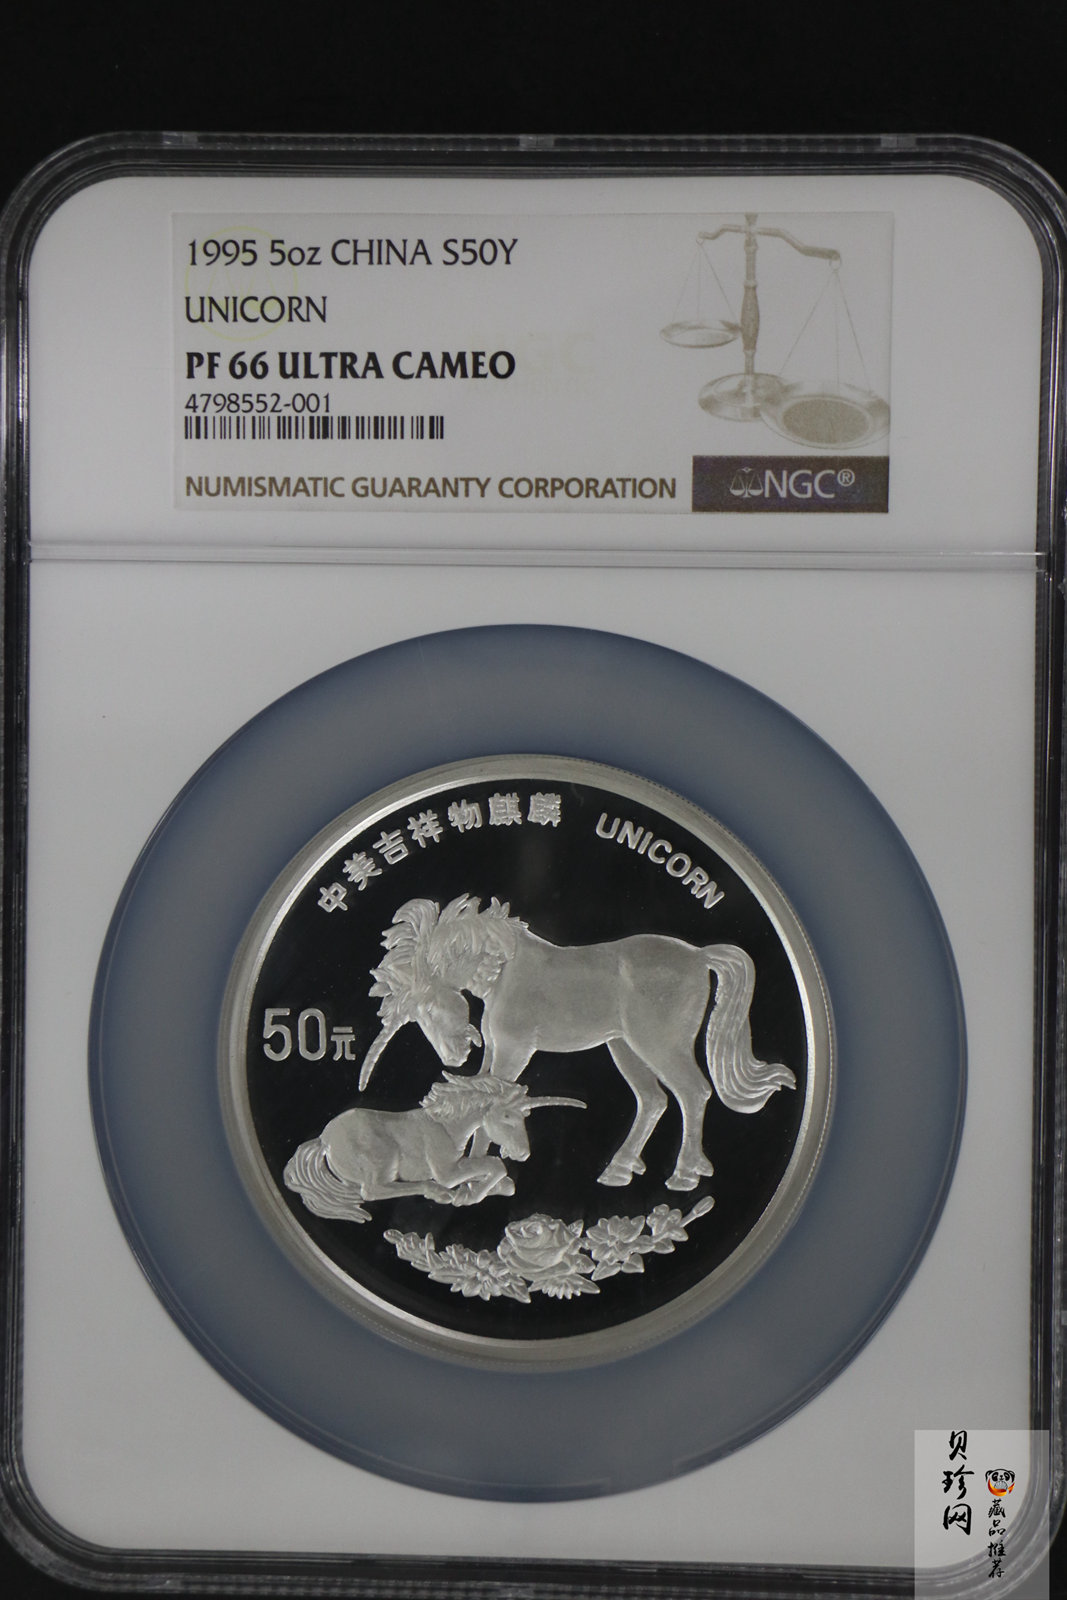 1995 5oz CHINA S50Y
UNICORN
PF 66 ULTRA CAMEO
4798552-001
NUMISMATIC GUARANTY CORPORATION
NGC®
中美吉祥物麒麟 UNICORN
50元
贝珍网
藏品推荐